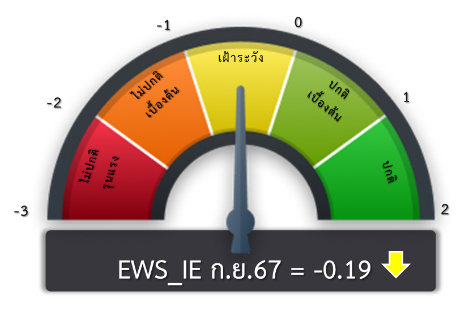 -1
0
-2
1
-3
2
เฝ้าระวัง
ไม่ปกติ
เบื้องต้น
ปกติ
เบื้องต้น
ไม่ปกติ
รุนแรง
ปกติ
EWS_IE ก.ย.67 = -0.19